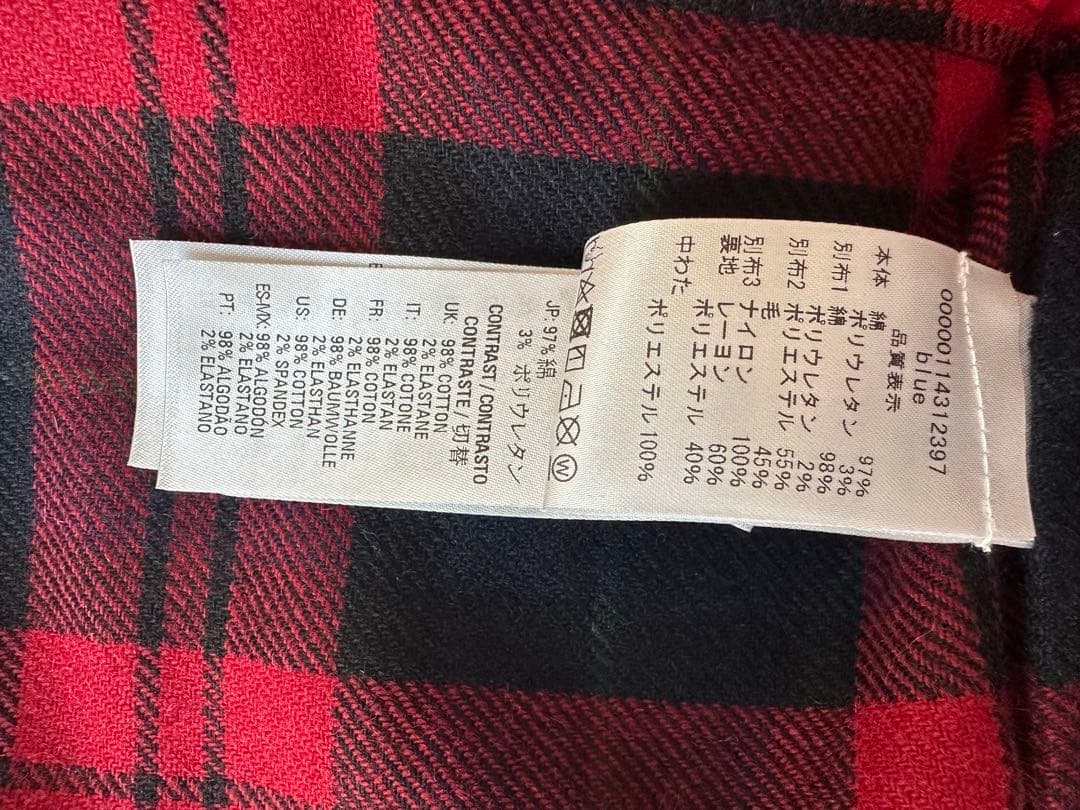 00000114312397
blue
品質表示
本体 綿 97%
ポリウレタン 3%
別布1 綿 98%
ポリウレタン 2%
別布2 ポリエステル 55%
毛 45%
別布3 ナイロン 100%
裏地 レーヨン 60%
ポリエステル 40%
中わた ポリエステル 100%
W
JP: 97% 綿
3% ポリウレタン
CONTRAST / CONTRASTO
CONTRASTE / 切替
UK: 98% COTTON
2% ELASTANE
IT: 98% COTONE
2% ELASTAN
FR: 98% COTON
2% ELASTHANNE
DE: 98% BAUMWOLLE
2% ELASTHAN
US: 98% COTTON
2% SPANDEX
ES-MX: 98% ALGODÓN
2% ELASTANO
PT: 98% ALGODÃO
2% ELASTANO